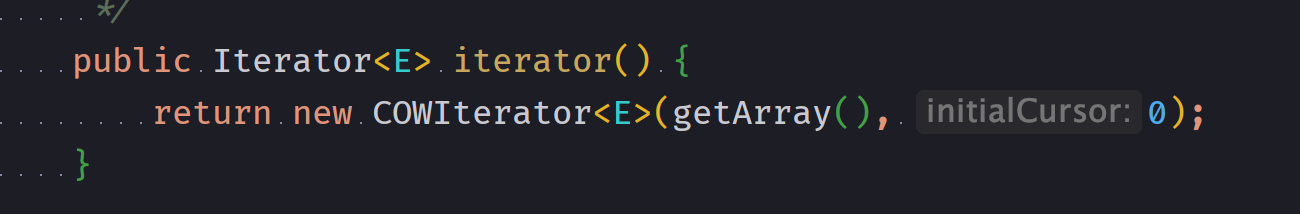 */
public Iterator<E> iterator() {
return new COWIterator<E>(getArray(), initialCursor: 0);
}